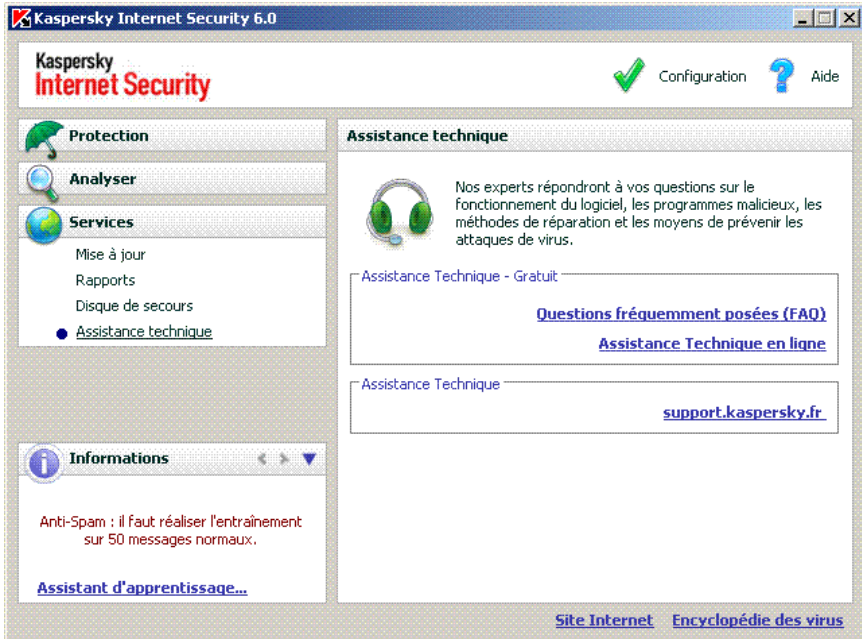 Kaspersky Internet Security 6.0
Kaspersky
Internet Security
Configuration
Aide
Protection
Analyser
Services
Mise à jour
Rapports
Disque de secours
Assistance technique
Informations
Anti-Spam : il faut réaliser l'entraînement
sur 50 messages normaux.
Assistant d'apprentissage...
Assistance technique
Nos experts répondront à vos questions sur le
fonctionnement du logiciel, les programmes malicieux, les
méthodes de réparation et les moyens de prévenir les
attaques de virus.
Assistance Technique - Gratuit
Questions fréquemment posées (FAQ)
Assistance Technique en ligne
Assistance Technique
support.kaspersky.fr
Site Internet
Encyclopédie des virus